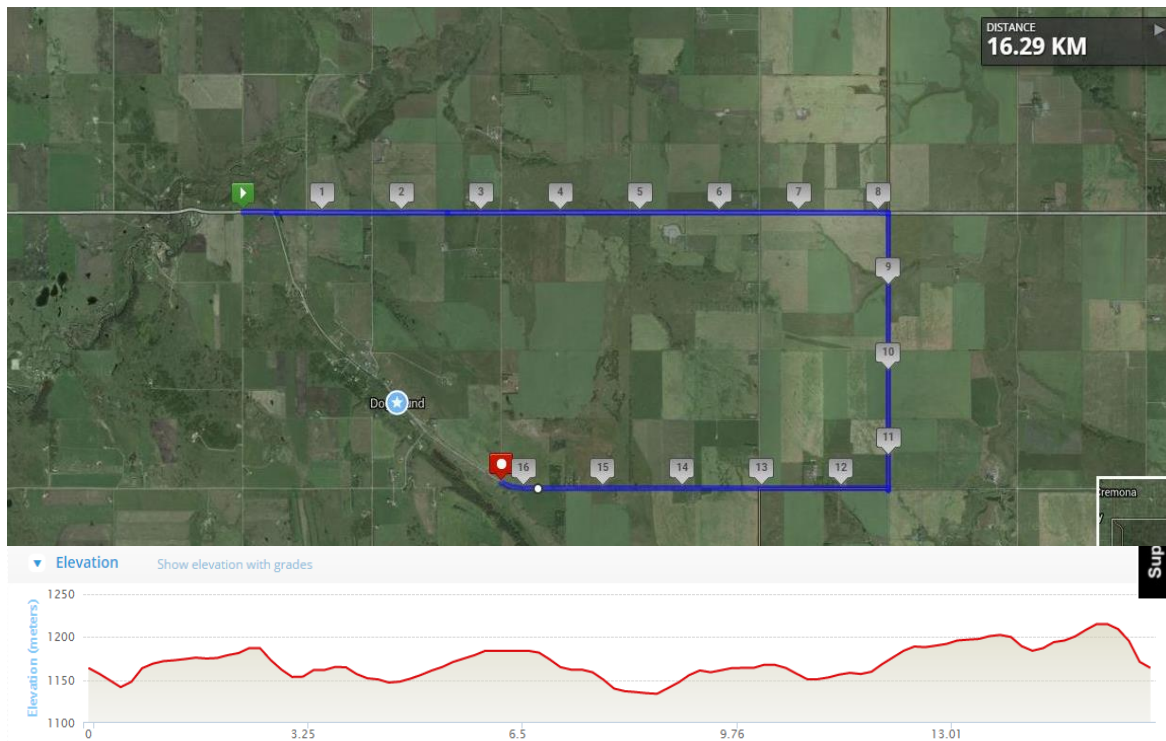 DISTANCE
16.29 KM
1 2 3 4 5 6 7 8
9
10
11
16 15 14 13 12
Cremona
Elevation
Show elevation with grades
Sup
Elevation (meters)
1250
1200
1150
1100
0 3.25 6.5 9.76 13.01